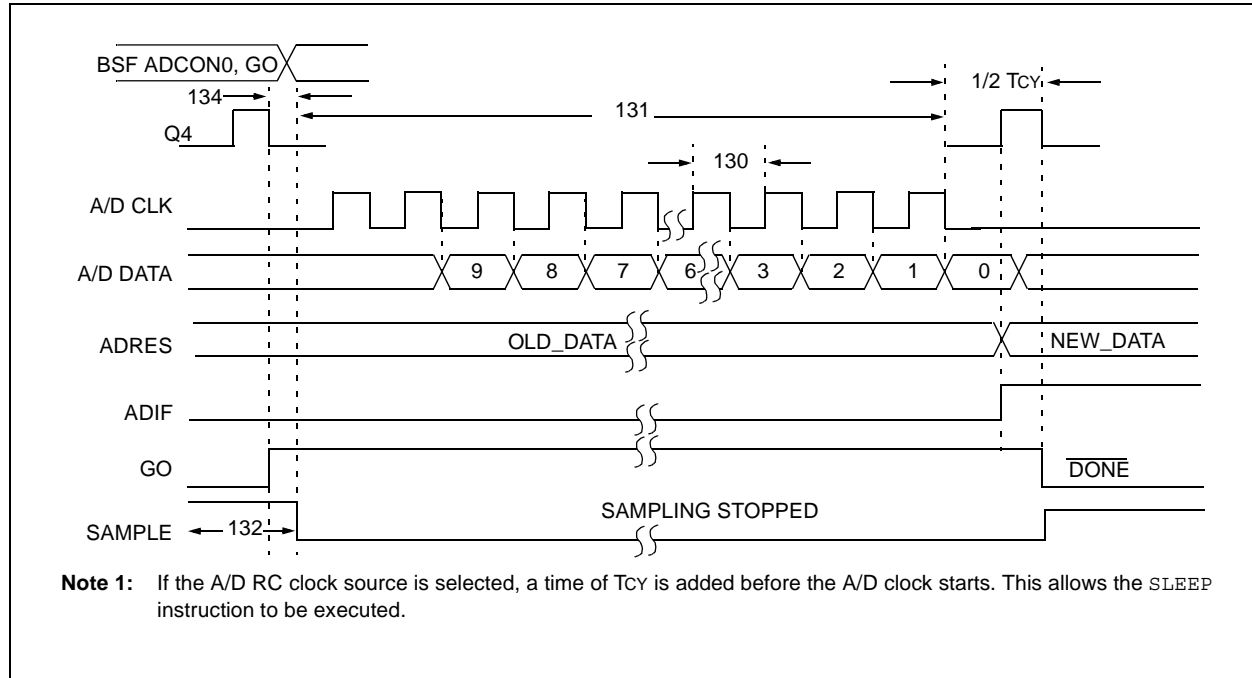 BSF ADCON0, GO
134
131
1/2 TCY
Q4
130
A/D CLK
A/D DATA
9 8 7 6 3 2 1 0
ADRES
OLD_DATA
NEW_DATA
ADIF
GO
DONE
SAMPLE
132
SAMPLING STOPPED
Note 1: If the A/D RC clock source is selected, a time of TCY is added before the A/D clock starts. This allows the SLEEP
instruction to be executed.